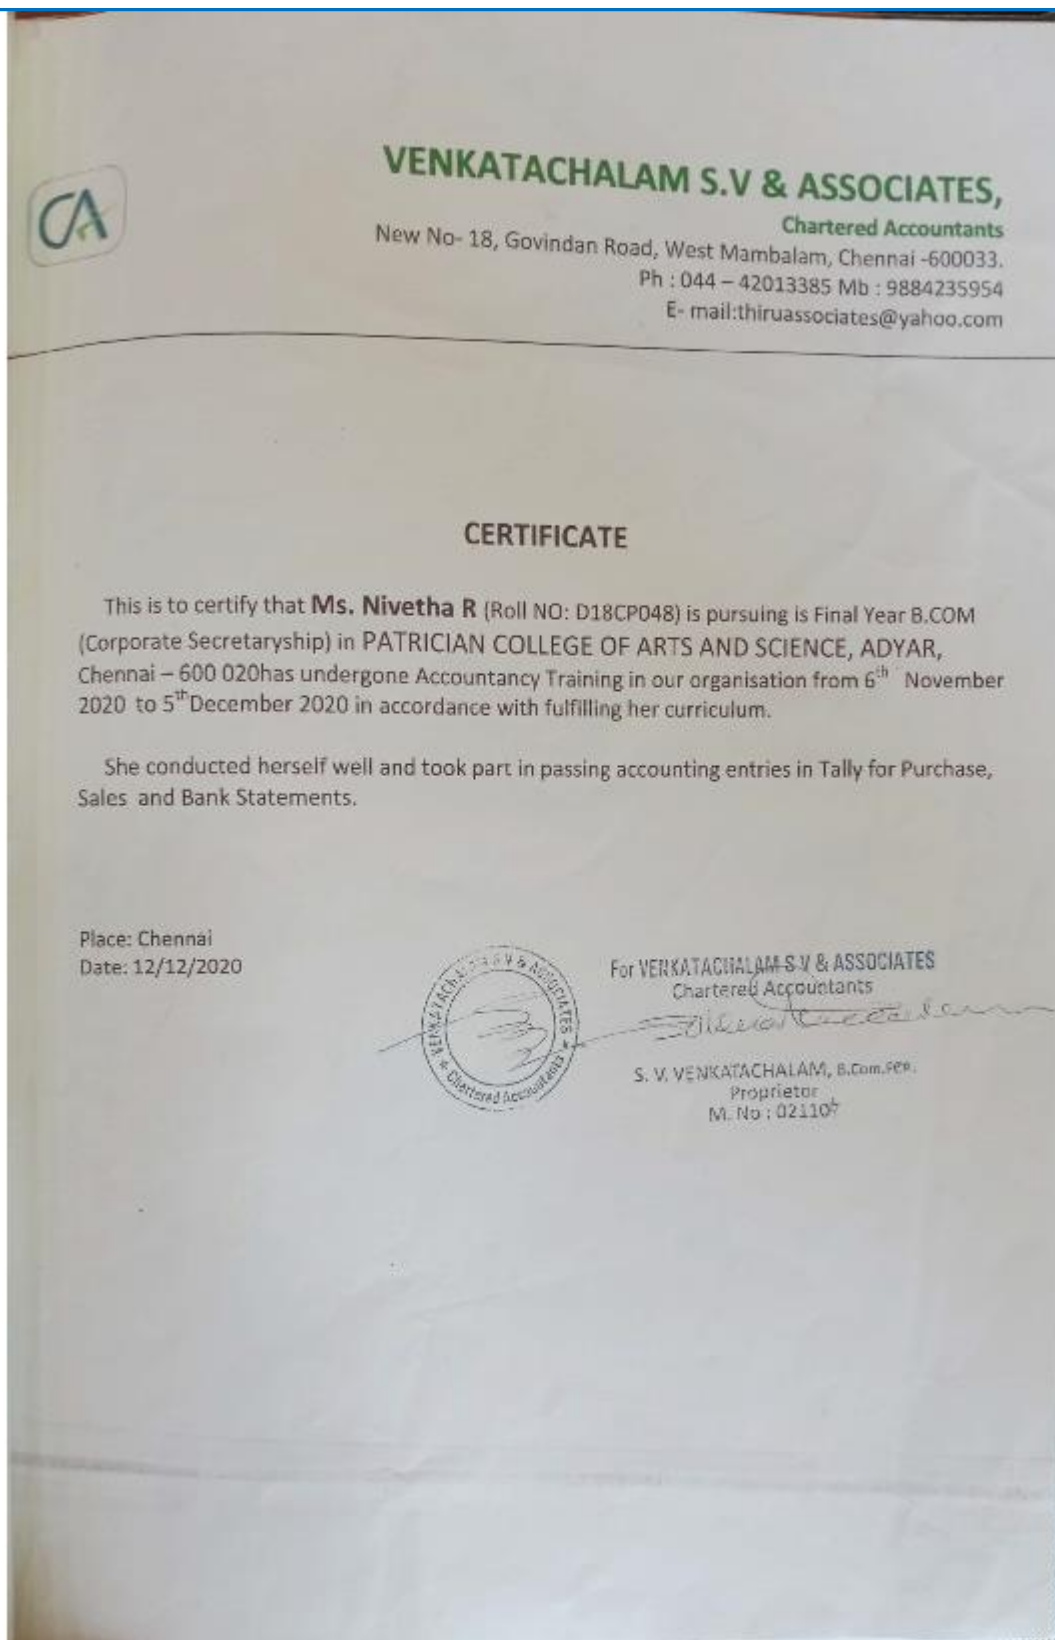 CA
VENKATACHALAM S.V & ASSOCIATES,
Chartered Accountants
New No- 18, Govindan Road, West Mambalam, Chennai -600033.
Ph : 044 – 42013385 Mb : 9884235954
E- mail:thiruassociates@yahoo.com
CERTIFICATE
This is to certify that Ms. Nivetha R (Roll NO: D18CP048) is pursuing is Final Year B.COM
(Corporate Secretaryship) in PATRICIAN COLLEGE OF ARTS AND SCIENCE, ADYAR,
Chennai – 600 020has undergone Accountancy Training in our organisation from 6th November
2020 to 5th December 2020 in accordance with fulfilling her curriculum.
She conducted herself well and took part in passing accounting entries in Tally for Purchase,
Sales and Bank Statements.
Place: Chennai
Date: 12/12/2020
VENKATACHALAM S V & ASSOCIATES
Chartered Accountants
For VENKATACHALAM S V & ASSOCIATES
Chartered Accountants
S. V. VENKATACHALAM, B.Com.
Proprietor
M. No :